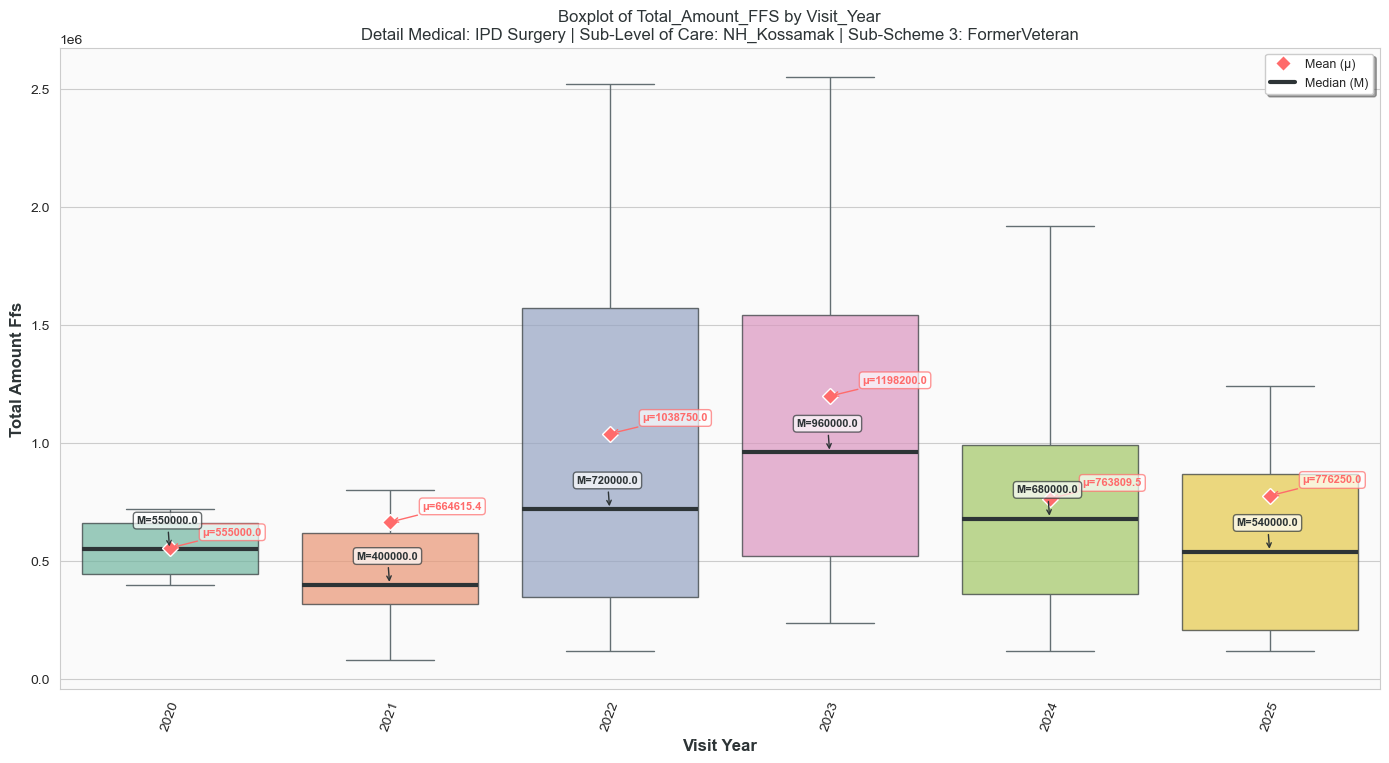 Boxplot of Total_Amount_FFS by Visit_Year
Detail Medical: IPD Surgery | Sub-Level of Care: NH_Kossamak | Sub-Scheme 3: FormerVeteran
1e6
Mean (μ)
Median (M)
2.5
2.0
1.5
1.0
0.5
0.0
Total Amount Ffs
M=550000.0
μ=555000.0
μ=664615.4
M=400000.0
μ=1038750.0
M=720000.0
μ=1198200.0
M=960000.0
μ=763809.5
M=680000.0
μ=776250.0
M=540000.0
2020
2021
2022
2023
2024
2025
Visit Year